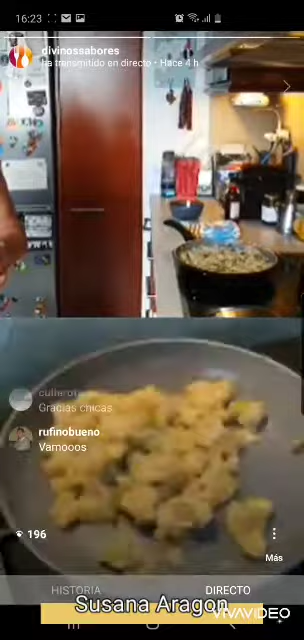 16:23
divinossabores
ha transmitido en directo • Hace 4 h
Gracias chicas
rufinobueno
Vamooos
196
Más
HISTORIA
DIRECTO
Susana Aragon
VIVAVIDEO